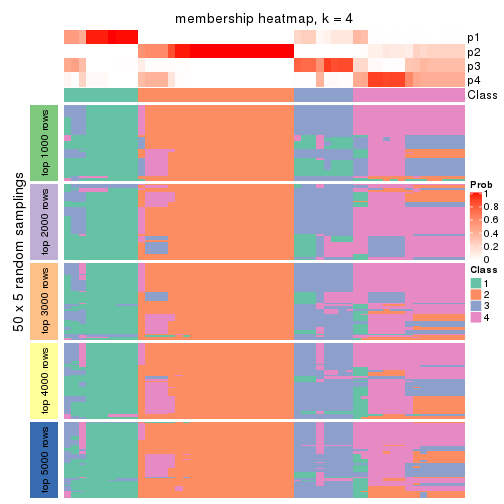 membership heatmap, k = 4
p1
p2
p3
p4
Class
50 x 5 random samplings
top 1000 rows
top 2000 rows
top 3000 rows
top 4000 rows
top 5000 rows
Prob
1
0.8
0.6
0.4
0.2
0
Class
1
2
3
4